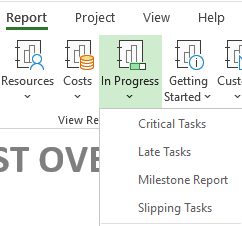 Report Project View Help
Resources Costs In Progress Getting Started
View Re
ST OVE
Critical Tasks
Late Tasks
Milestone Report
Slipping Tasks